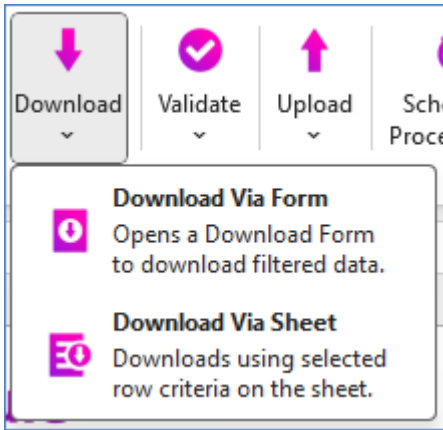 Download
Validate
Upload
Download Via Form
Opens a Download Form
to download filtered data.
Download Via Sheet
Downloads using selected
row criteria on the sheet.